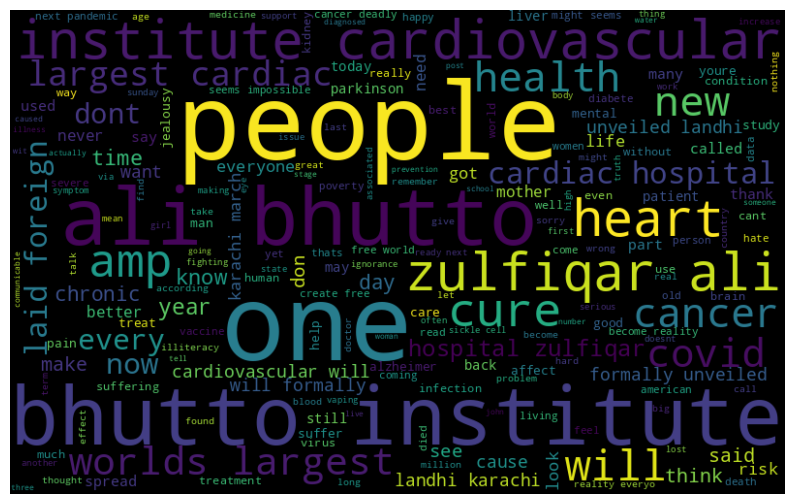 next pandemic
age
medicine
support
cancer deadly
happy
liver
might seems
thing
increase
institute cardiovascular
diagnosed
water
kidney
largest cardiac
today
really
need
health
many
youre
condition
nothing
way
seems impossible
parkinson
post
body
diabete
work
used
dont
jealousy
people
best
world
mental
new
sunday
caused
illness
never
say
issue
last
unveiled landhi
study
wit
actually
time
want
everyone
great
stage
got
women
life
without
called
data
via
severe
symptom
find
making
eye
poverty
associated
prevention
remember
school
might
truth
cardiac hospital
laid foreign
mother
well
even
patient
thank
someone
ali bhutto
mean
girl
take
man
karachi march
give
sorry
high
first
heart
wrong
person
country
cant
hate
amp
talk
going
fighting
yet
thats
free world
ready next
come
part
communicable
know
don
may
day
ignorance
zulfiqar ali
use
real
chronic
according
state
human
create free
let
old
brain
better
year
one
care
often
number
cure
serious
cancer
treat
vaccine
help
doctor
read
sickle cell
become
good
become reality
pain
every
illiteracy
tell
woman
hospital zulfiqar
covid
hard
doesnt
make
now
cardiovascular will
alzheimer
back
affect
formally unveiled
term
suffering
will formally
coming
problem
american
call
blood
vaping
infection
bhutto institute
effect
found
still
live
living
john
feel
big
much
suffer
died
another
virus
see
cause
look
will
said
lost
worlds largest
million
think
risk
thought
spread
treatment
long
landhi karachi
reality everyo
death
three